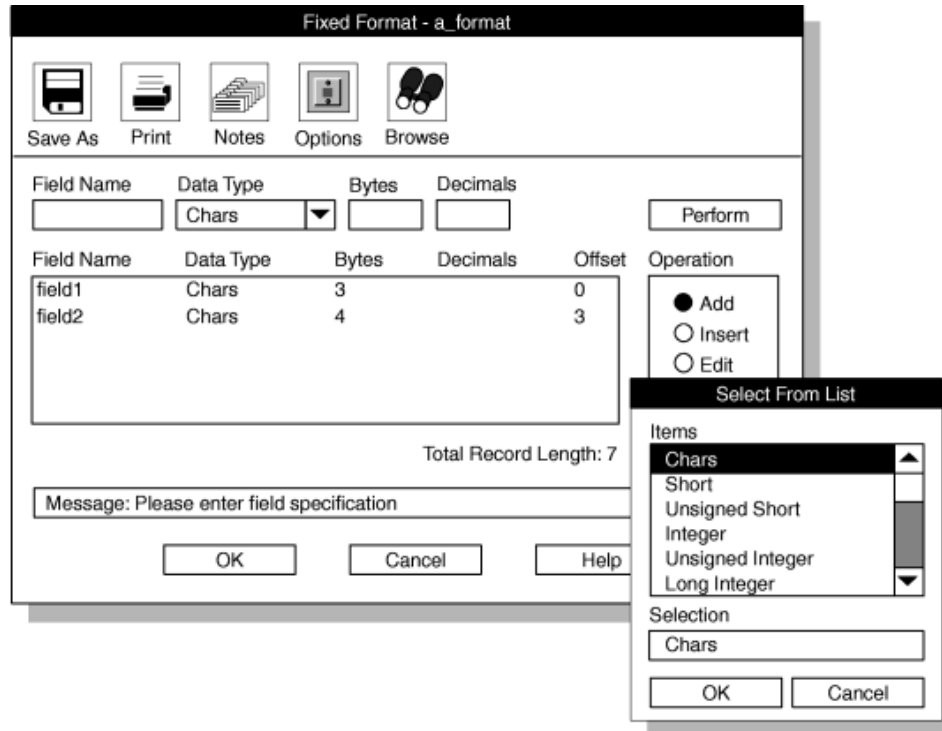 Fixed Format - a_format
Save As Print Notes Options Browse
Field Name Data Type Bytes Decimals
Chars Perform
Field Name Data Type Bytes Decimals Offset Operation
field1 Chars 3 0
field2 Chars 4 3
Add
Insert
Edit
Total Record Length: 7
Message: Please enter field specification
OK Cancel Help
Select From List
Items
Chars
Short
Unsigned Short
Integer
Unsigned Integer
Long Integer
Selection
Chars
OK Cancel